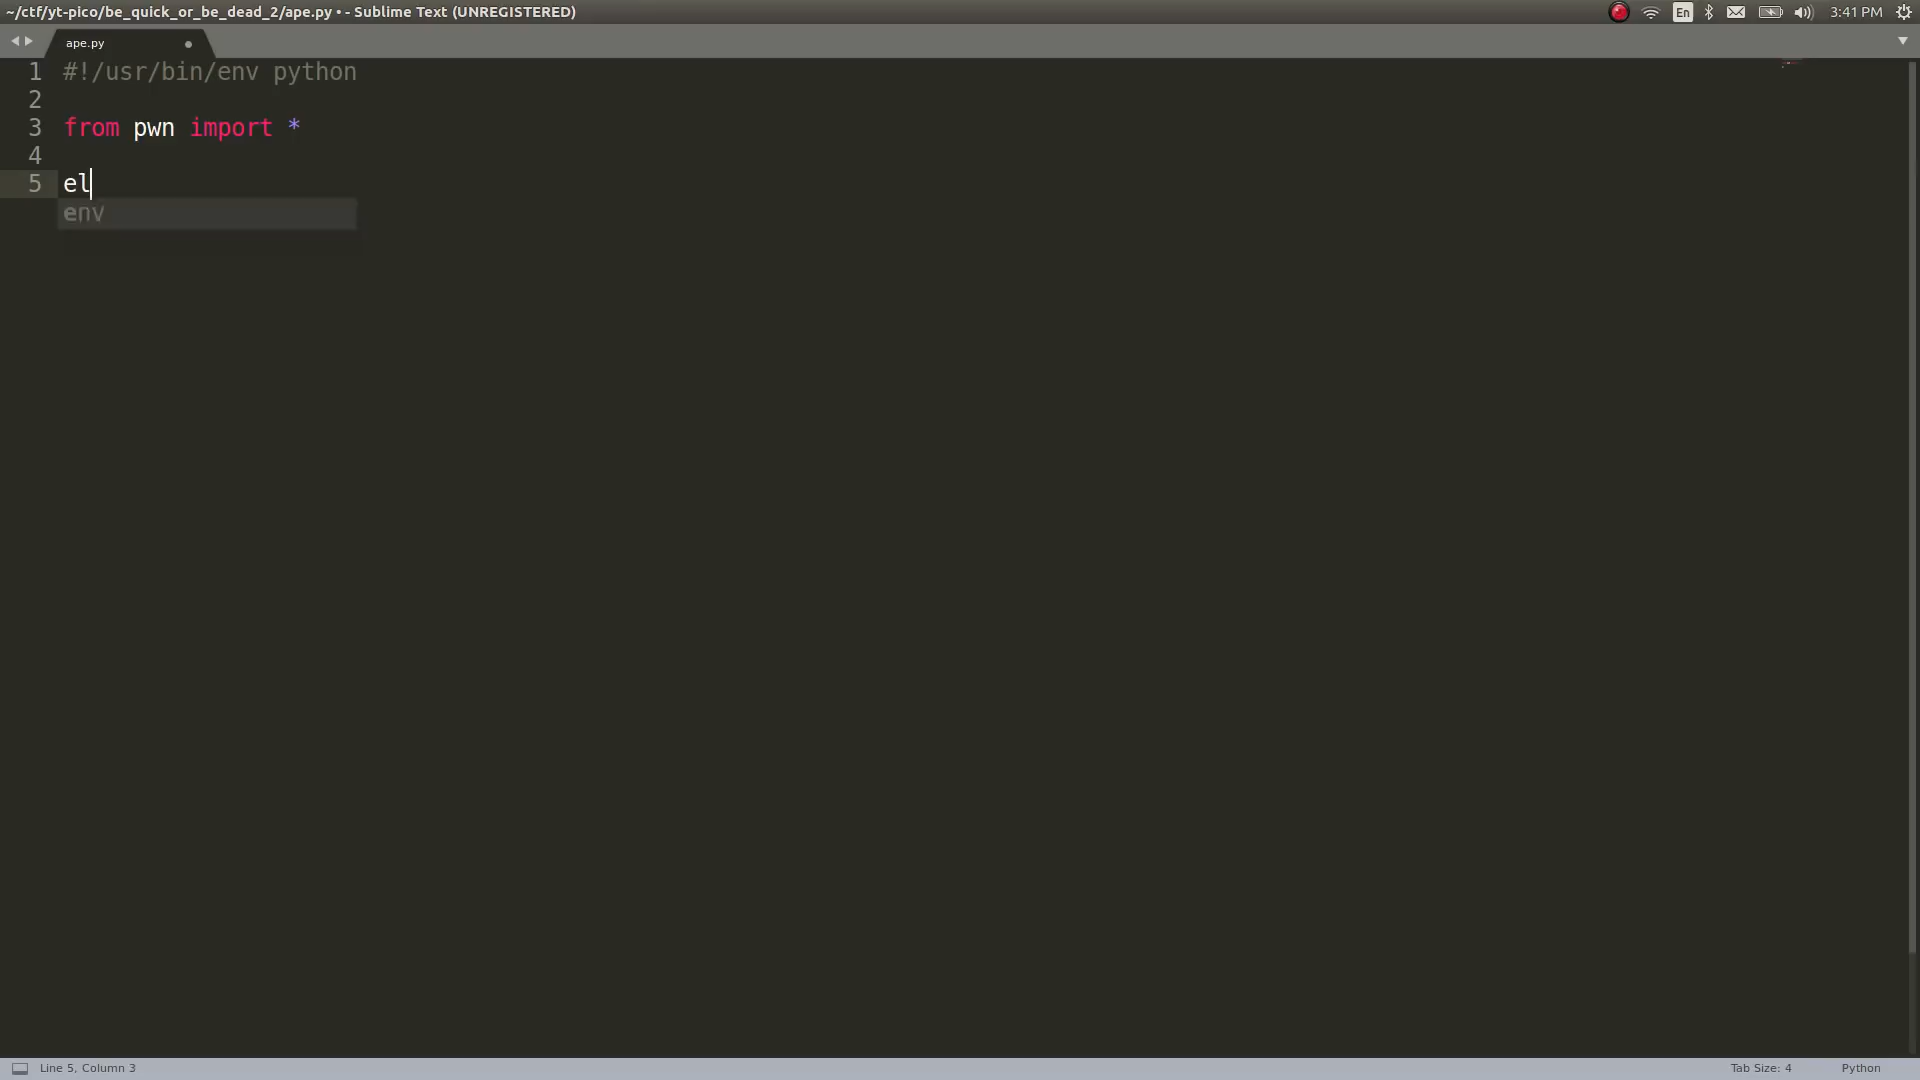 ~/ctf/yt-pico/be_quick_or_be_dead_2/ape.py • - Sublime Text (UNREGISTERED)
En
3:41 PM
ape.py
1 #!/usr/bin/env python
2
3 from pwn import *
4
5 el
env
Line 5, Column 3
Tab Size: 4
Python